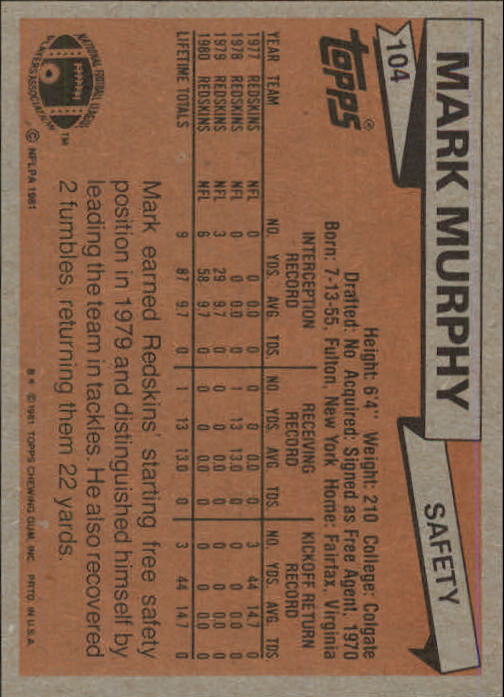 104
MARK MURPHY
SAFETY
topps®
Height: 6'4" Weight: 210 College: Colgate
Drafted: No Acquired: Signed as Free Agent, 1970
Born: 7-13-55, Fulton, New York Home: Fairfax, Virginia
INTERCEPTION RECORD RECEIVING RECORD KICKOFF RETURN RECORD
YEAR TEAM NO. YDS. AVG. TDS. NO. YDS. AVG. TDS. NO. YDS. AVG. TDS.
1977 REDSKINS NFL 0 0 0.0 0 0 0 0.0 0 3 44 14.7 0
1978 REDSKINS NFL 0 0 0.0 0 1 13 13.0 0 0 0 0.0 0
1979 REDSKINS NFL 3 29 9.7 0 0 0 0.0 0 0 0 0.0 0
1980 REDSKINS NFL 6 58 9.7 0 0 0 0.0 0 0 0 0.0 0
LIFETIME TOTALS 9 87 9.7 0 1 13 13.0 0 3 44 14.7 0
Mark earned Redskins' starting free safety
position in 1979 and distinguished himself by
leading the team in tackles. He also recovered
2 fumbles, returning them 22 yards.
NATIONAL FOOTBALL LEAGUE
PLAYERS ASSOCIATION
TM
© NFLPA 1981
B* © 1981 TOPPS CHEWING GUM, INC. PRTD. IN U.S.A.